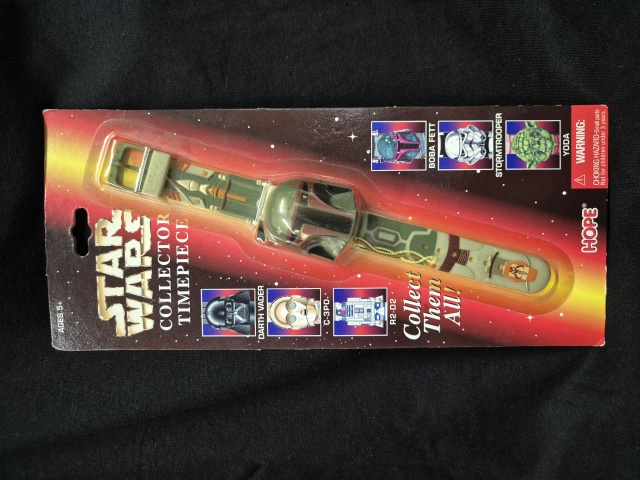 AGES 5+
STAR
WARS
COLLECTOR
TIMEPIECE
DARTH VADER
C-3PO
R2-D2
Collect
Them
All!
BOBA FETT
STORMTROOPER
YODA
WARNING:
CHOKING HAZARD-Small parts
Not for children under 3 years.
HOPE®